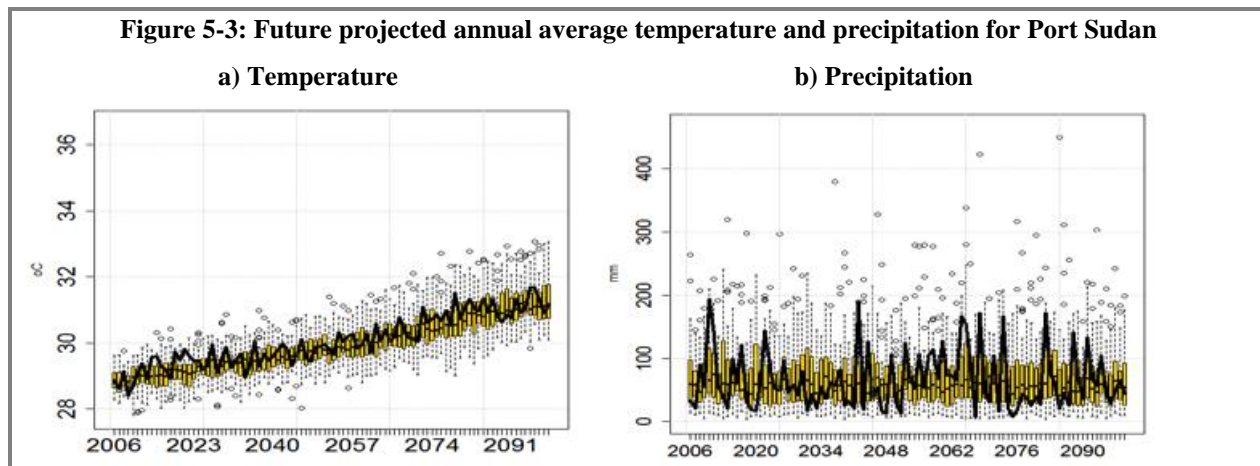 Figure 5-3: Future projected annual average temperature and precipitation for Port Sudan
a) Temperature
b) Precipitation
36
34
32
30
28
oC
2006 2023 2040 2057 2074 2091
400
300
200
100
0
mm
2006 2020 2034 2048 2062 2076 2090